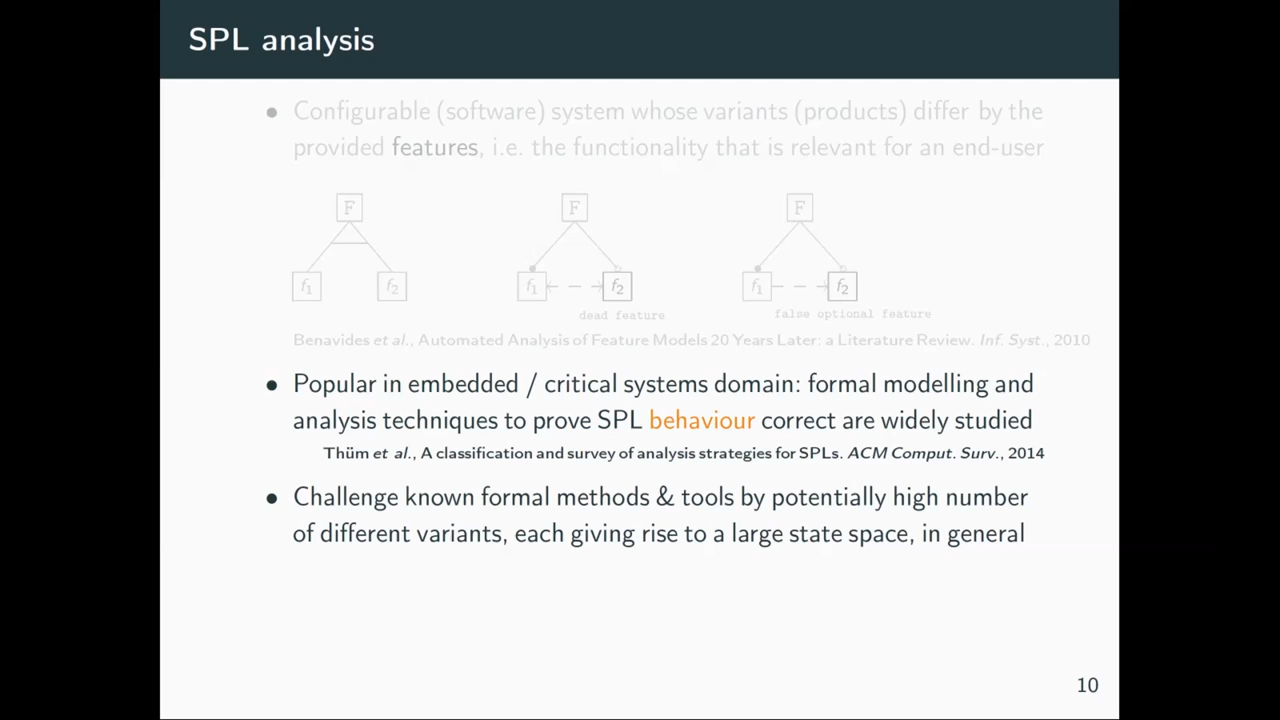 SPL analysis
• Configurable (software) system whose variants (products) differ by the
provided features, i.e. the functionality that is relevant for an end-user
F F F
f1 f2 f1 f2 f1 f2
dead feature false optional feature
Benavides et al., Automated Analysis of Feature Models 20 Years Later: a Literature Review. Inf. Syst., 2010
• Popular in embedded / critical systems domain: formal modelling and
analysis techniques to prove SPL behaviour correct are widely studied
Thüm et al., A classification and survey of analysis strategies for SPLs. ACM Comput. Surv., 2014
• Challenge known formal methods & tools by potentially high number
of different variants, each giving rise to a large state space, in general
10